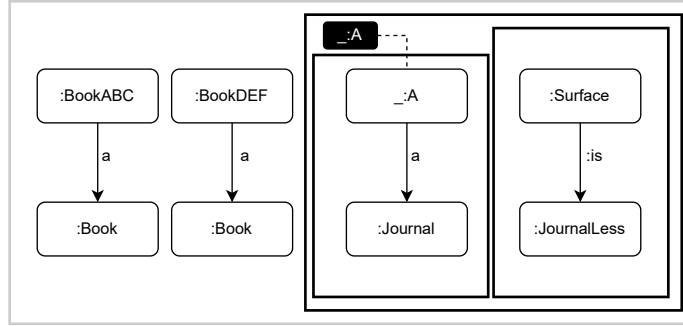 _:A
:BookABC
:BookDEF
_:A
:Surface
a
a
a
:is
:Book
:Book
:Journal
:JournalLess